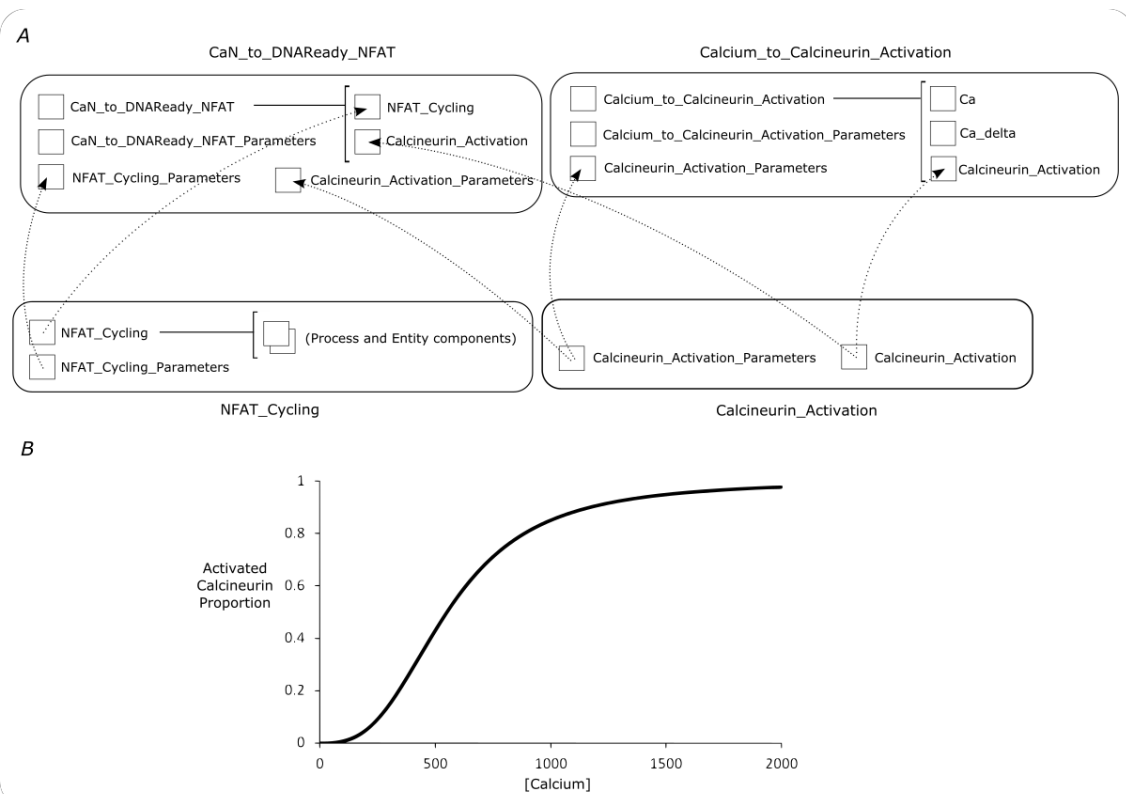 A
CaN_to_DNAReady_NFAT
Calcium_to_Calcineurin_Activation
CaN_to_DNAReady_NFAT
NFAT_Cycling
CaN_to_DNAReady_NFAT_Parameters
Calcineurin_Activation
NFAT_Cycling_Parameters
Calcineurin_Activation_Parameters
Calcium_to_Calcineurin_Activation
Ca
Calcium_to_Calcineurin_Activation_Parameters
Ca_delta
Calcineurin_Activation_Parameters
Calcineurin_Activation
NFAT_Cycling
(Process and Entity components)
NFAT_Cycling_Parameters
NFAT_Cycling
Calcineurin_Activation_Parameters
Calcineurin_Activation
Calcineurin_Activation
B
Activated
Calcineurin
Proportion
1
0.8
0.6
0.4
0.2
0
0 500 1000 1500 2000
[Calcium]